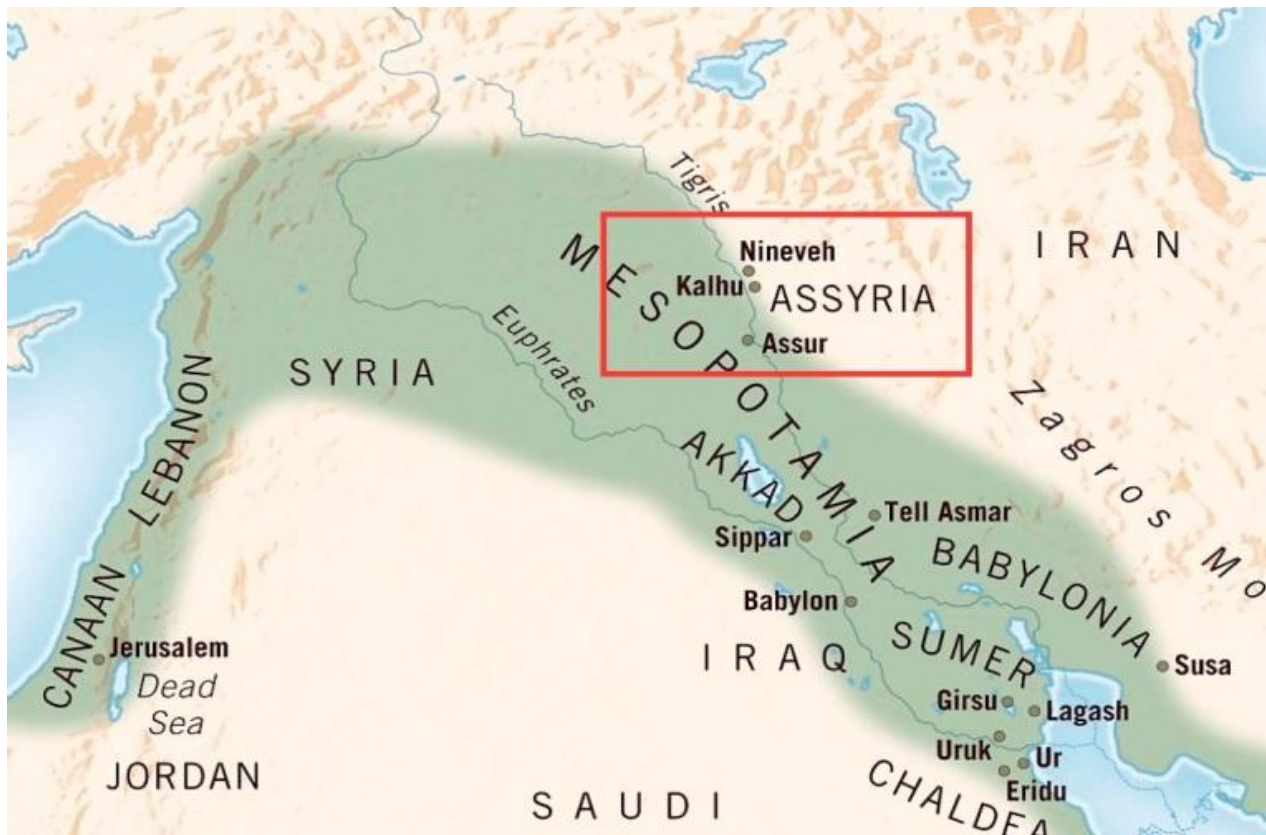 Tigris
Nineveh
Kalhu
ASSYRIA
Assur
IRAN
MESOPOTAMIA
Euphrates
SYRIA
LEBANON
CANAAN
Zagros Mo
AKKAD
Tell Asmar
Sippar
BABYLONIA
Babylon
SUMER
IRAQ
Susa
Jerusalem
Dead
Sea
JORDAN
Girsu
Lagash
Uruk
Ur
Eridu
CHALDEA
SAUDI